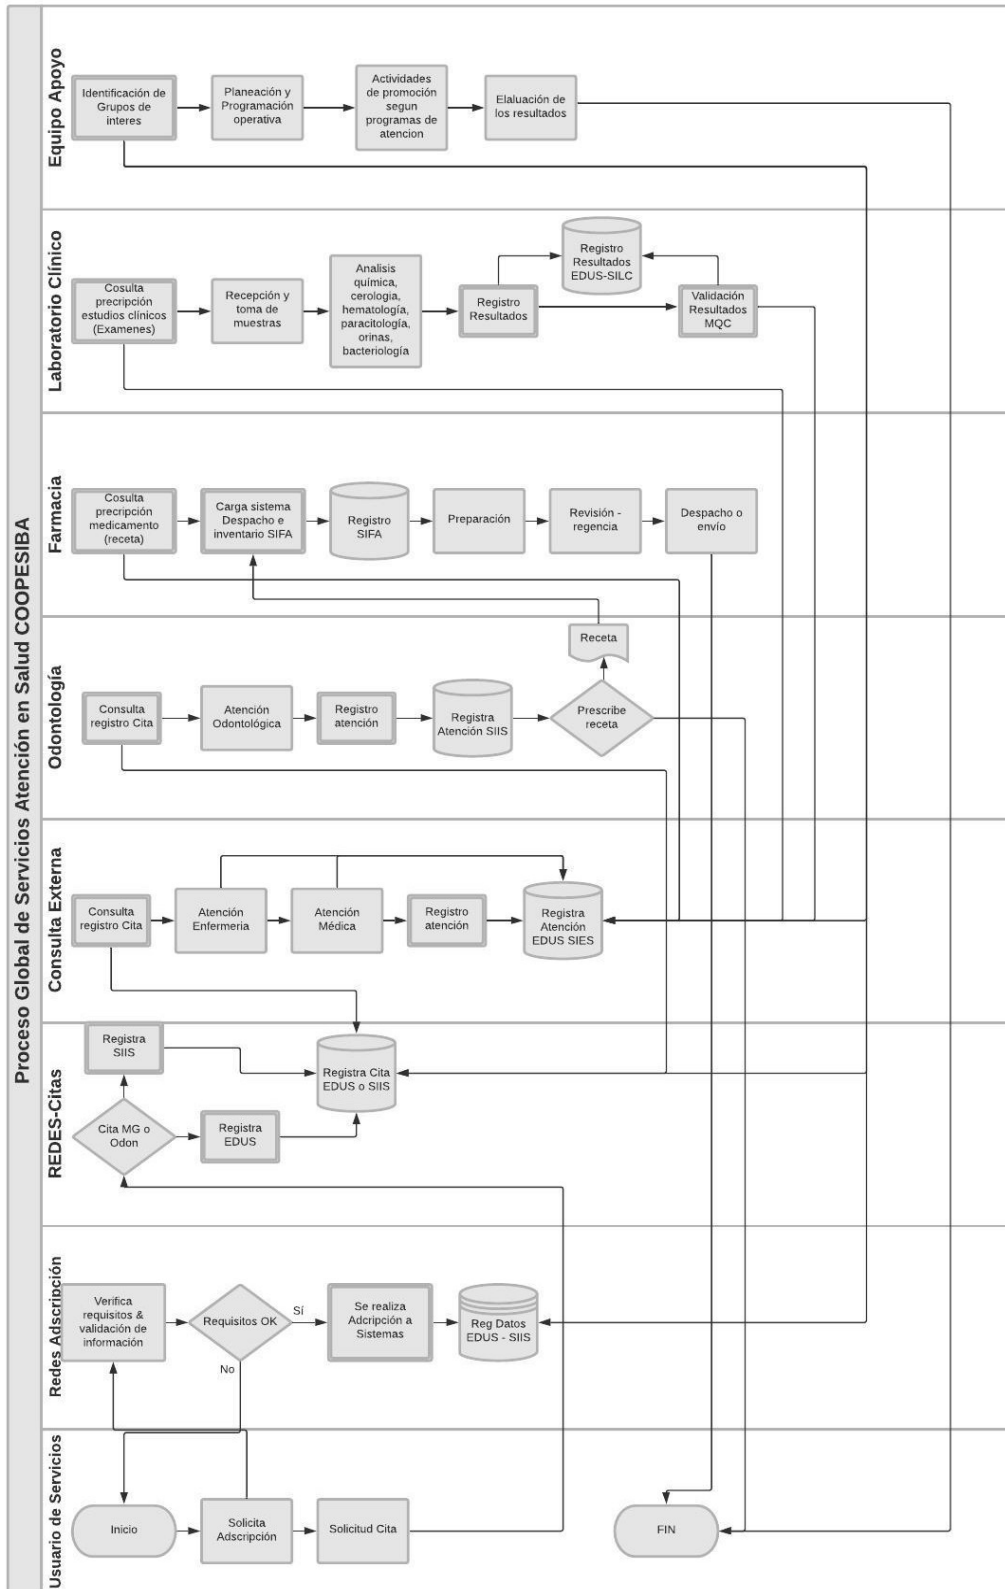 Proceso Global de Servicios Atención en Salud COOPESIBA
Equipo Apoyo
Identificación de
Grupos de
interes
Planeación y
Programación
operativa
Actividades
de promoción
segun
programas de
atencion
Elaluación de
los resultados
Laboratorio Clínico
Cosulta
precripción
estudios clínicos
(Examenes)
Recepción y
toma de
muestras
Analisis
química,
cerologia,
hematología,
paracitología,
orinas,
bacteriología
Registro
Resultados
Registro
Resultados
EDUS-SILC
Validación
Resultados
MQC
Farmacia
Cosulta
precripción
medicamento
(receta)
Carga sistema
Despacho e
inventario SIFA
Registro
SIFA
Preparación
Revisión -
regencia
Despacho o
envío
Odontología
Consulta
registro Cita
Atención
Odontológica
Registro
atención
Registra
Atención SIIS
Prescribe
receta
Receta
Consulta Externa
Consulta
registro Cita
Atención
Enfermeria
Atención
Médica
Registro
atención
Registra
Atención
EDUS SIES
REDES-Citas
Registra
SIIS
Cita MG o
Odon
Registra
EDUS
Registra Cita
EDUS o SIIS
Redes Adscripción
Verifica
requisitos &
validación de
información
Requisitos OK
Sí
No
Se realiza
Adcripción a
Sistemas
Reg Datos
EDUS - SIIS
Usuario de Servicios
Inicio
Solicita
Adscripción
Solicitud Cita
FIN